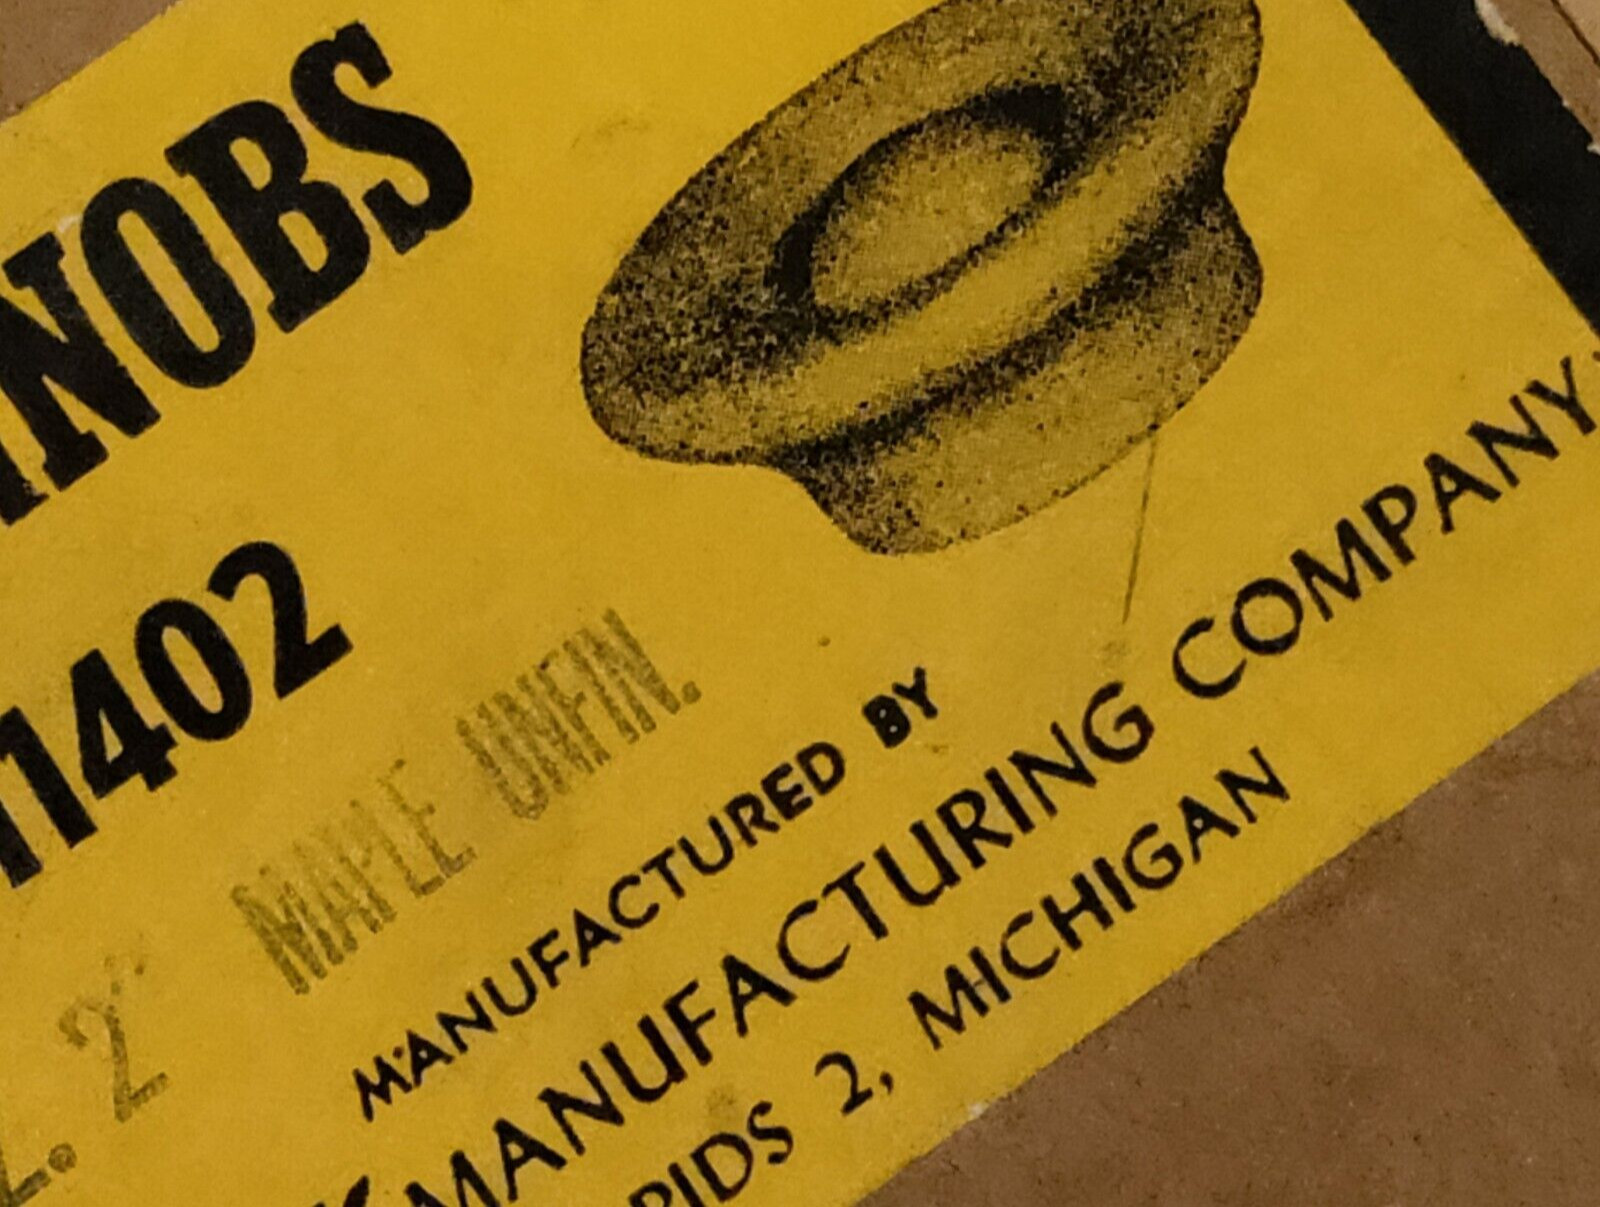 NOBS
1402
MAPLE UNFIN.
2
MANUFACTURED BY
MANUFACTURING COMPANY
PIDS 2, MICHIGAN